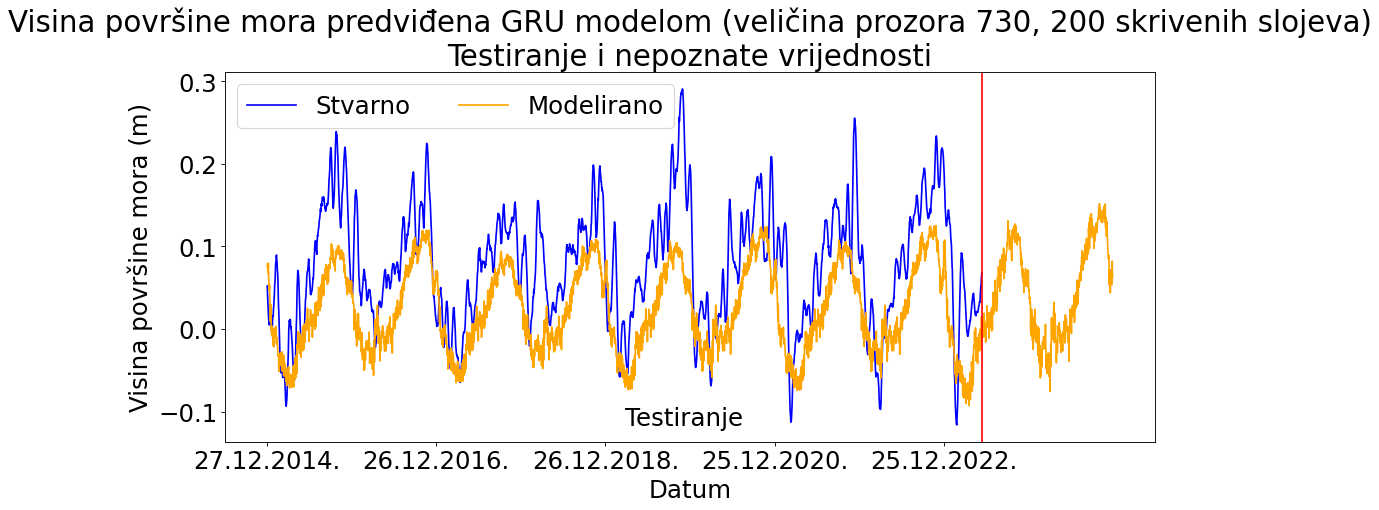 Visina površine mora predviđena GRU modelom (veličina prozora 730, 200 skrivenih slojeva)
Testiranje i nepoznate vrijednosti
Stvarno Modelirano
Visina površine mora (m)
0.3
0.2
0.1
0.0
−0.1
Testiranje
27.12.2014. 26.12.2016. 26.12.2018. 25.12.2020. 25.12.2022.
Datum